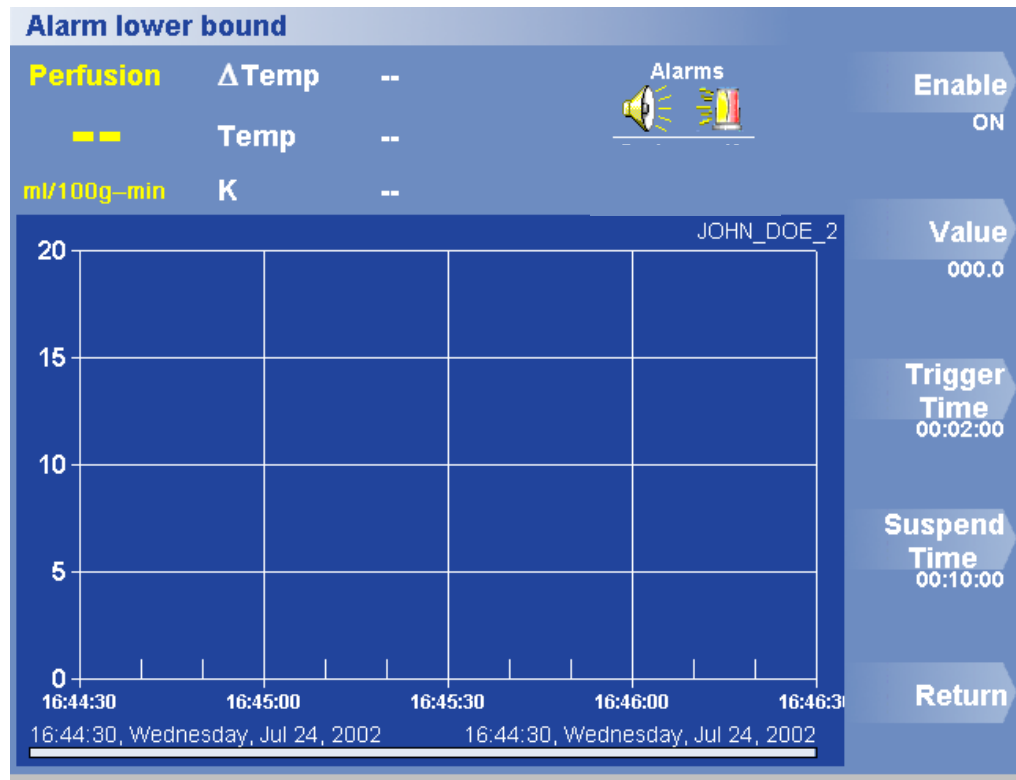 Alarm lower bound
Perfusion ΔTemp --
-- Temp --
ml/100g–min K --
Alarms
Enable
ON
Value
000.0
Trigger
Time
00:02:00
Suspend
Time
00:10:00
Return
JOHN_DOE_2
20
15
10
5
0
16:44:30 16:45:00 16:45:30 16:46:00 16:46:3
16:44:30, Wednesday, Jul 24, 2002 16:44:30, Wednesday, Jul 24, 2002